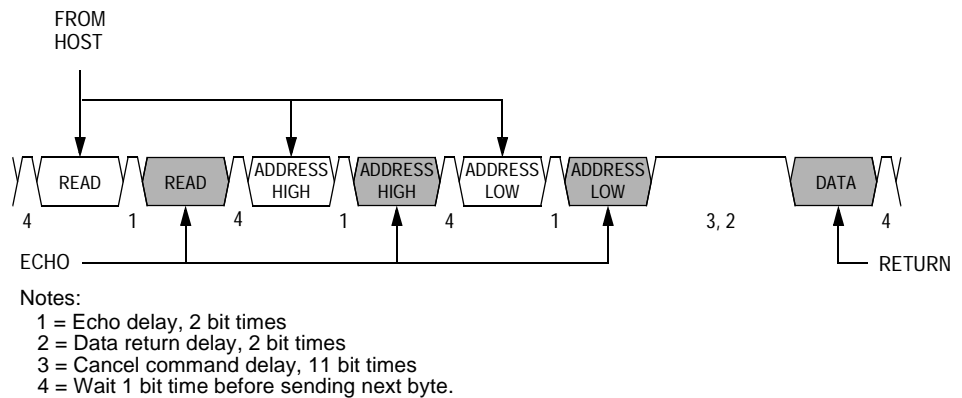 FROM
HOST
READ READ ADDRESS HIGH ADDRESS HIGH ADDRESS LOW ADDRESS LOW DATA
4 1 4 1 4 1 3, 2 4
ECHO RETURN
Notes:
1 = Echo delay, 2 bit times
2 = Data return delay, 2 bit times
3 = Cancel command delay, 11 bit times
4 = Wait 1 bit time before sending next byte.